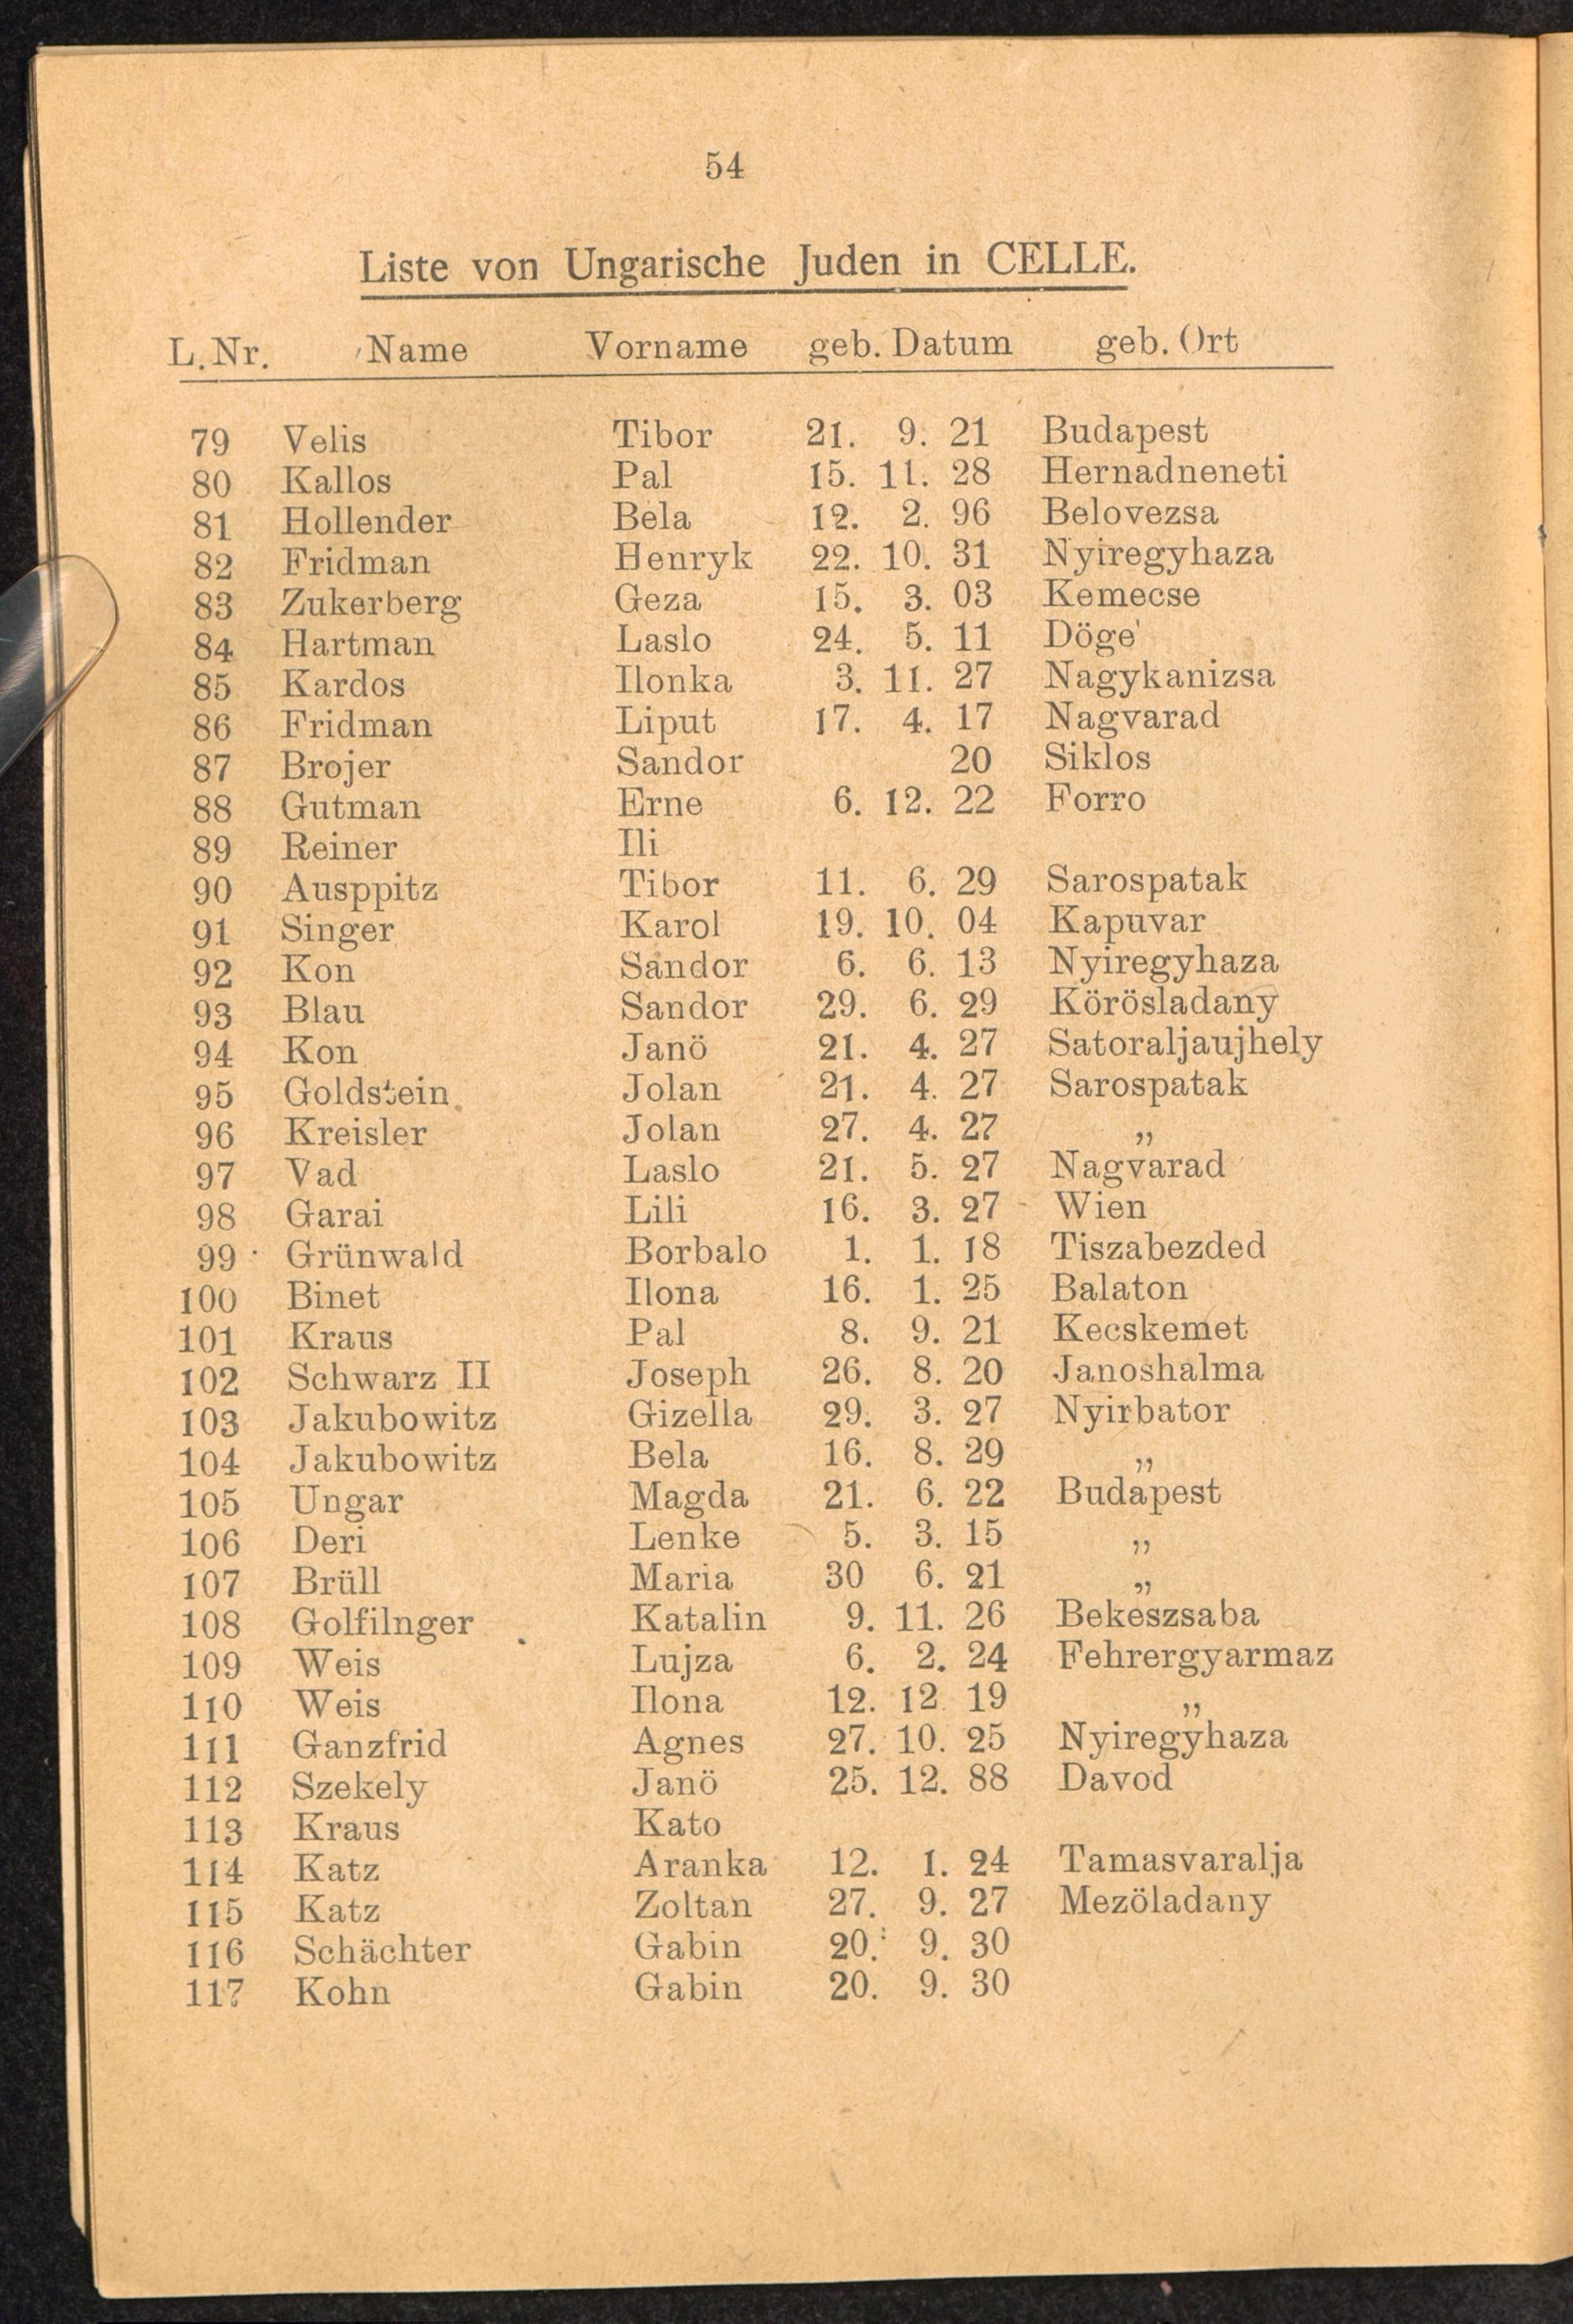 54
Liste von Ungarische Juden in CELLE.
L.Nr. Name Vorname geb. Datum geb. Ort
79 Velis Tibor 21. 9. 21 Budapest
80 Kallos Pal 15. 11. 28 Hernadneneti
81 Hollender Bela 12. 2. 96 Belovezsa
82 Fridman Henryk 22. 10. 31 Nyiregyhaza
83 Zukerberg Geza 15. 3. 03 Kemecse
84 Hartman Laslo 24. 5. 11 Döge'
85 Kardos Ilonka 3. 11. 27 Nagykanizsa
86 Fridman Liput 17. 4. 17 Nagvarad
87 Brojer Sandor 20 Siklos
88 Gutman Erne 6. 12. 22 Forro
89 Reiner Ili
90 Ausppitz Tibor 11. 6. 29 Sarospatak
91 Singer Karol 19. 10. 04 Kapuvar
92 Kon Sandor 6. 6. 13 Nyiregyhaza
93 Blau Sandor 29. 6. 29 Körösladany
94 Kon Janö 21. 4. 27 Satoraljaujhely
95 Goldstein Jolan 21. 4. 27 Sarospatak
96 Kreisler Jolan 27. 4. 27 „
97 Vad Laslo 21. 5. 27 Nagvarad
98 Garai Lili 16. 3. 27 Wien
99 Grünwald Borbalo 1. 1. 18 Tiszabezded
100 Binet Ilona 16. 1. 25 Balaton
101 Kraus Pal 8. 9. 21 Kecskemet
102 Schwarz II Joseph 26. 8. 20 Janoshalma
103 Jakubowitz Gizella 29. 3. 27 Nyirbator
104 Jakubowitz Bela 16. 8. 29 „
105 Ungar Magda 21. 6. 22 Budapest
106 Deri Lenke 5. 3. 15 „
107 Brüll Maria 30 6. 21 „
108 Golfilnger Katalin 9. 11. 26 Bekeszsaba
109 Weis Lujza 6. 2. 24 Fehrergyarmaz
110 Weis Ilona 12. 12. 19 „
111 Ganzfrid Agnes 27. 10. 25 Nyiregyhaza
112 Szekely Janö 25. 12. 88 Davod
113 Kraus Kato
114 Katz Aranka 12. 1. 24 Tamasvaralja
115 Katz Zoltan 27. 9. 27 Mezöladany
116 Schächter Gabin 20. 9. 30
117 Kohn Gabin 20. 9. 30